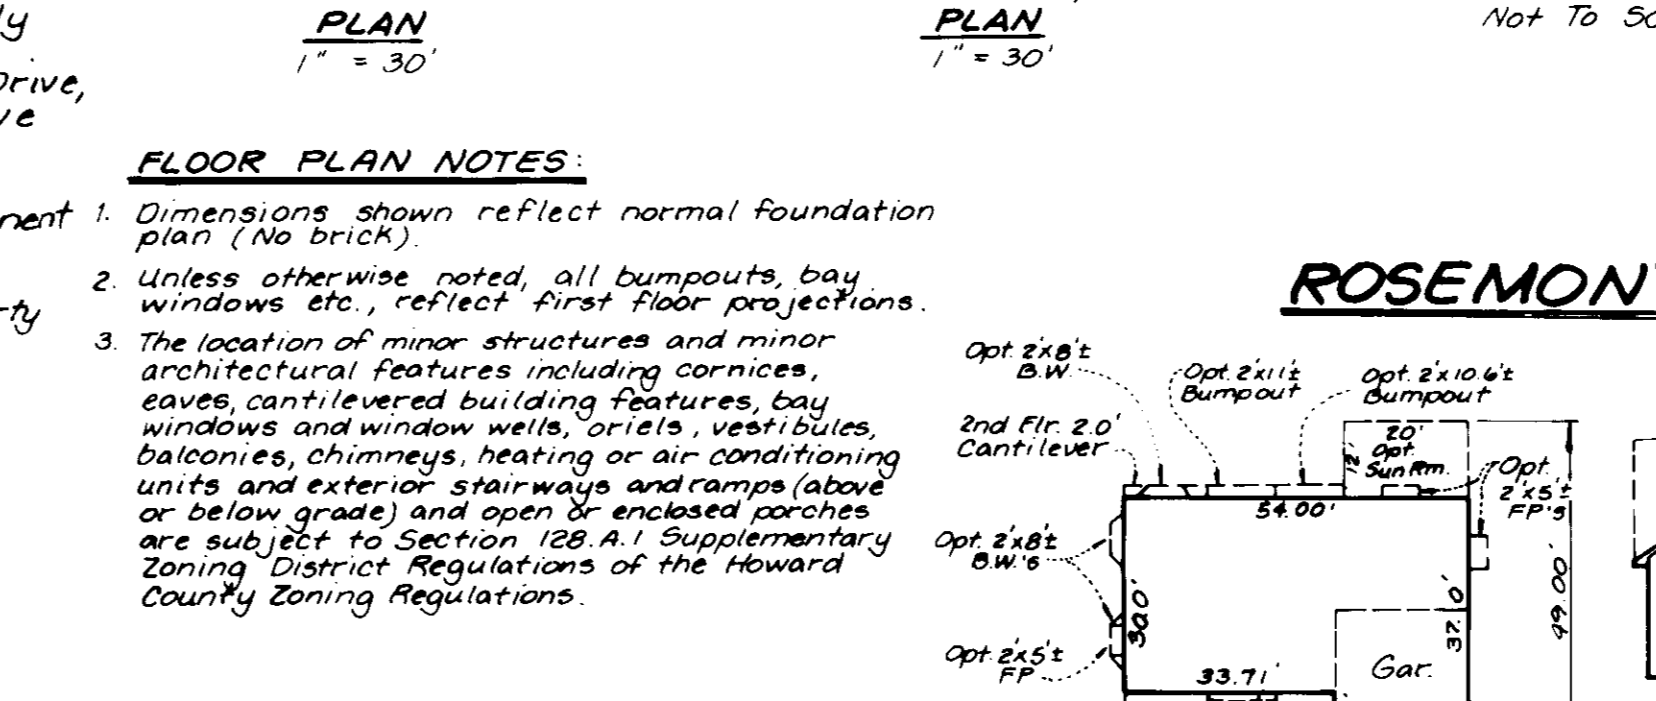 PLAN
1" = 30'
PLAN
1" = 30'
Not To
Drive,
FLOOR PLAN NOTES:
1. Dimensions shown reflect normal foundation
plan (No brick).
2. Unless otherwise noted, all bumpouts, bay
windows etc., reflect first floor projections.
3. The location of minor structures and minor
architectural features including cornices,
eaves, cantilevered building features, bay
windows and window wells, oriels, vestibules,
balconies, chimneys, heating or air conditioning
units and exterior stairways and ramps (above
or below grade) and open or enclosed porches
are subject to Section 128.A.1 Supplementary
Zoning District Regulations of the Howard
County Zoning Regulations.
ROSEMONT
Opt. 2'x8'±
B.W.
Opt. 2'x11'±
Bumpout
Opt. 2'x10.6'±
Bumpout
2nd Flr. 2.0'
Cantilever
20'
12'
Opt.
Sun Rm.
Opt.
2'x5'±
FP's
54.00'
Opt. 2'x8'±
B.W.'s
30.0'
37.0'
49.00'
Opt. 2'x5'±
FP
33.71'
Gar.